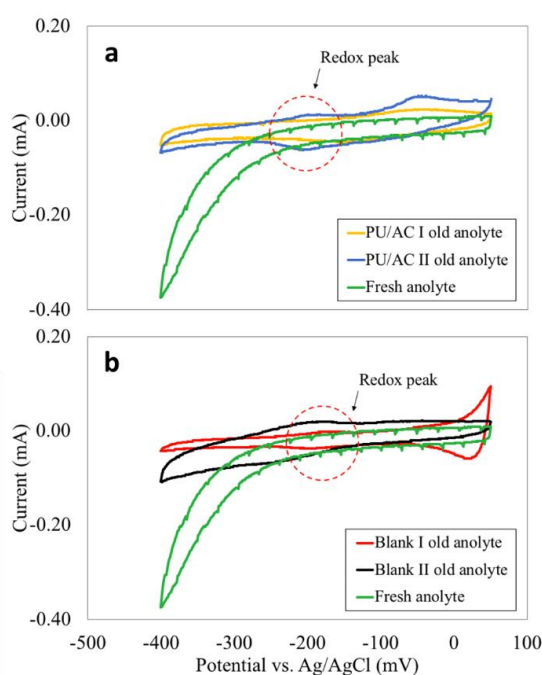 0.20
a
Redox peak
0.00
Current (mA)
-0.20
PU/AC I old anolyte
PU/AC II old anolyte
Fresh anolyte
-0.40
0.20
b
Redox peak
0.00
Current (mA)
-0.20
Blank I old anolyte
Blank II old anolyte
Fresh anolyte
-0.40
-500 -400 -300 -200 -100 0 100
Potential vs. Ag/AgCl (mV)